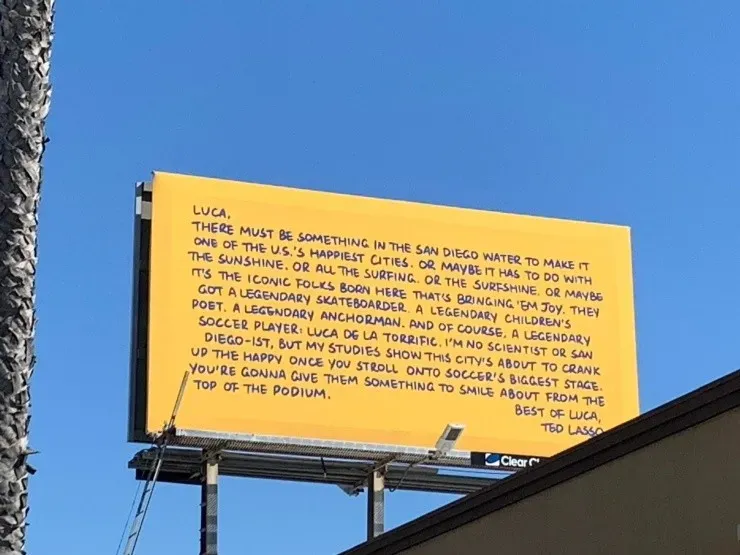 LUCA,
THERE MUST BE SOMETHING IN THE SAN DIEGO WATER TO MAKE IT
ONE OF THE U.S.'S HAPPIEST CITIES. OR MAYBE IT HAS TO DO WITH
THE SUNSHINE. OR ALL THE SURFING. OR THE SURFSHINE. OR MAYBE
IT'S THE ICONIC FOLKS BORN HERE THAT'S BRINGING 'EM JOY. THEY
GOT A LEGENDARY SKATEBOARDER. A LEGENDARY CHILDREN'S
POET. A LEGENDARY ANCHORMAN. AND OF COURSE, A LEGENDARY
SOCCER PLAYER: LUCA DE LA TORRIFIC. I'M NO SCIENTIST OR SAN
DIEGO-IST, BUT MY STUDIES SHOW THIS CITY'S ABOUT TO CRANK
UP THE HAPPY ONCE YOU STROLL ONTO SOCCER'S BIGGEST STAGE.
YOU'RE GONNA GIVE THEM SOMETHING TO SMILE ABOUT FROM THE
TOP OF THE PODIUM.
BEST OF LUCA,
TED LASSO
Clear